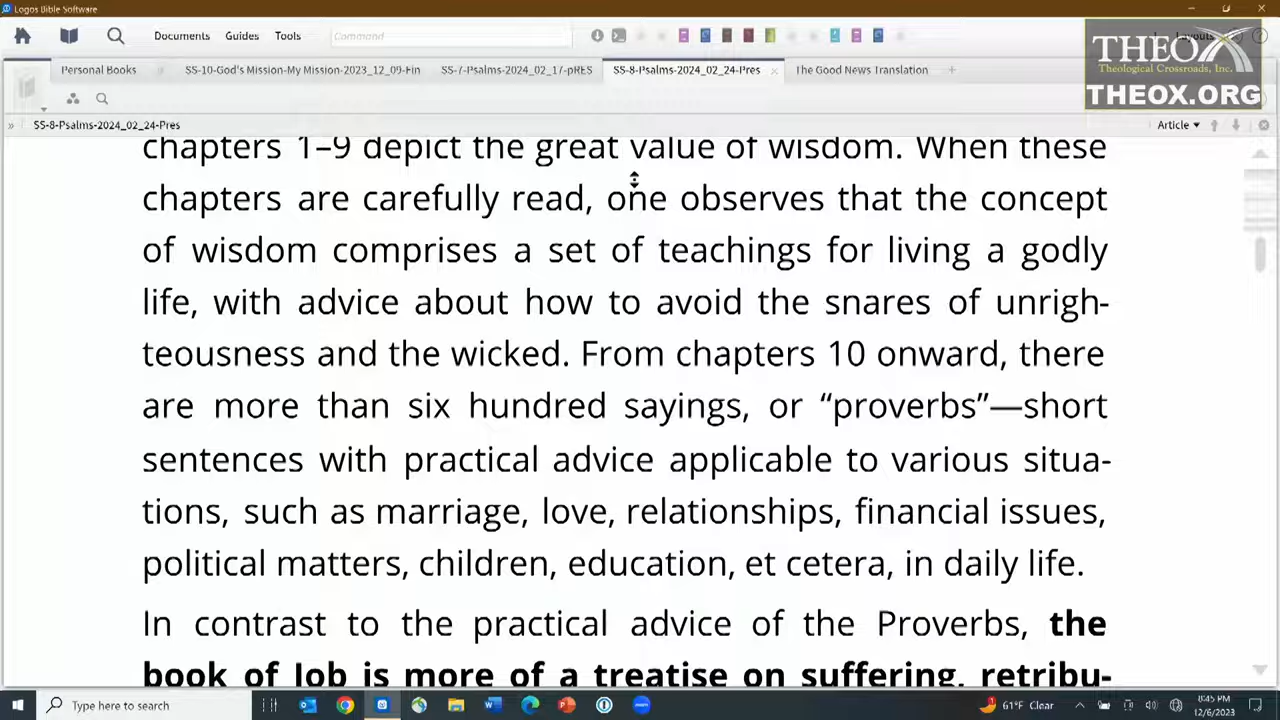 Logos Bible Software
Documents Guides Tools Command
Layouts
THEOX
Theological Crossroads, Inc.
THEOX.ORG
Personal Books SS-10-God's Mission-My Mission-2023_12_09-Fin 2024_02_17-pRES SS-8-Psalms-2024_02_24-Pres The Good News Translation
SS-8-Psalms-2024_02_24-Pres Article
chapters 1–9 depict the great value of wisdom. When these
chapters are carefully read, one observes that the concept
of wisdom comprises a set of teachings for living a godly
life, with advice about how to avoid the snares of unrigh-
teousness and the wicked. From chapters 10 onward, there
are more than six hundred sayings, or “proverbs”—short
sentences with practical advice applicable to various situa-
tions, such as marriage, love, relationships, financial issues,
political matters, children, education, et cetera, in daily life.
In contrast to the practical advice of the Proverbs, the
book of Job is more of a treatise on suffering, retribu-
Type here to search
61°F Clear
8:45 PM
12/6/2023